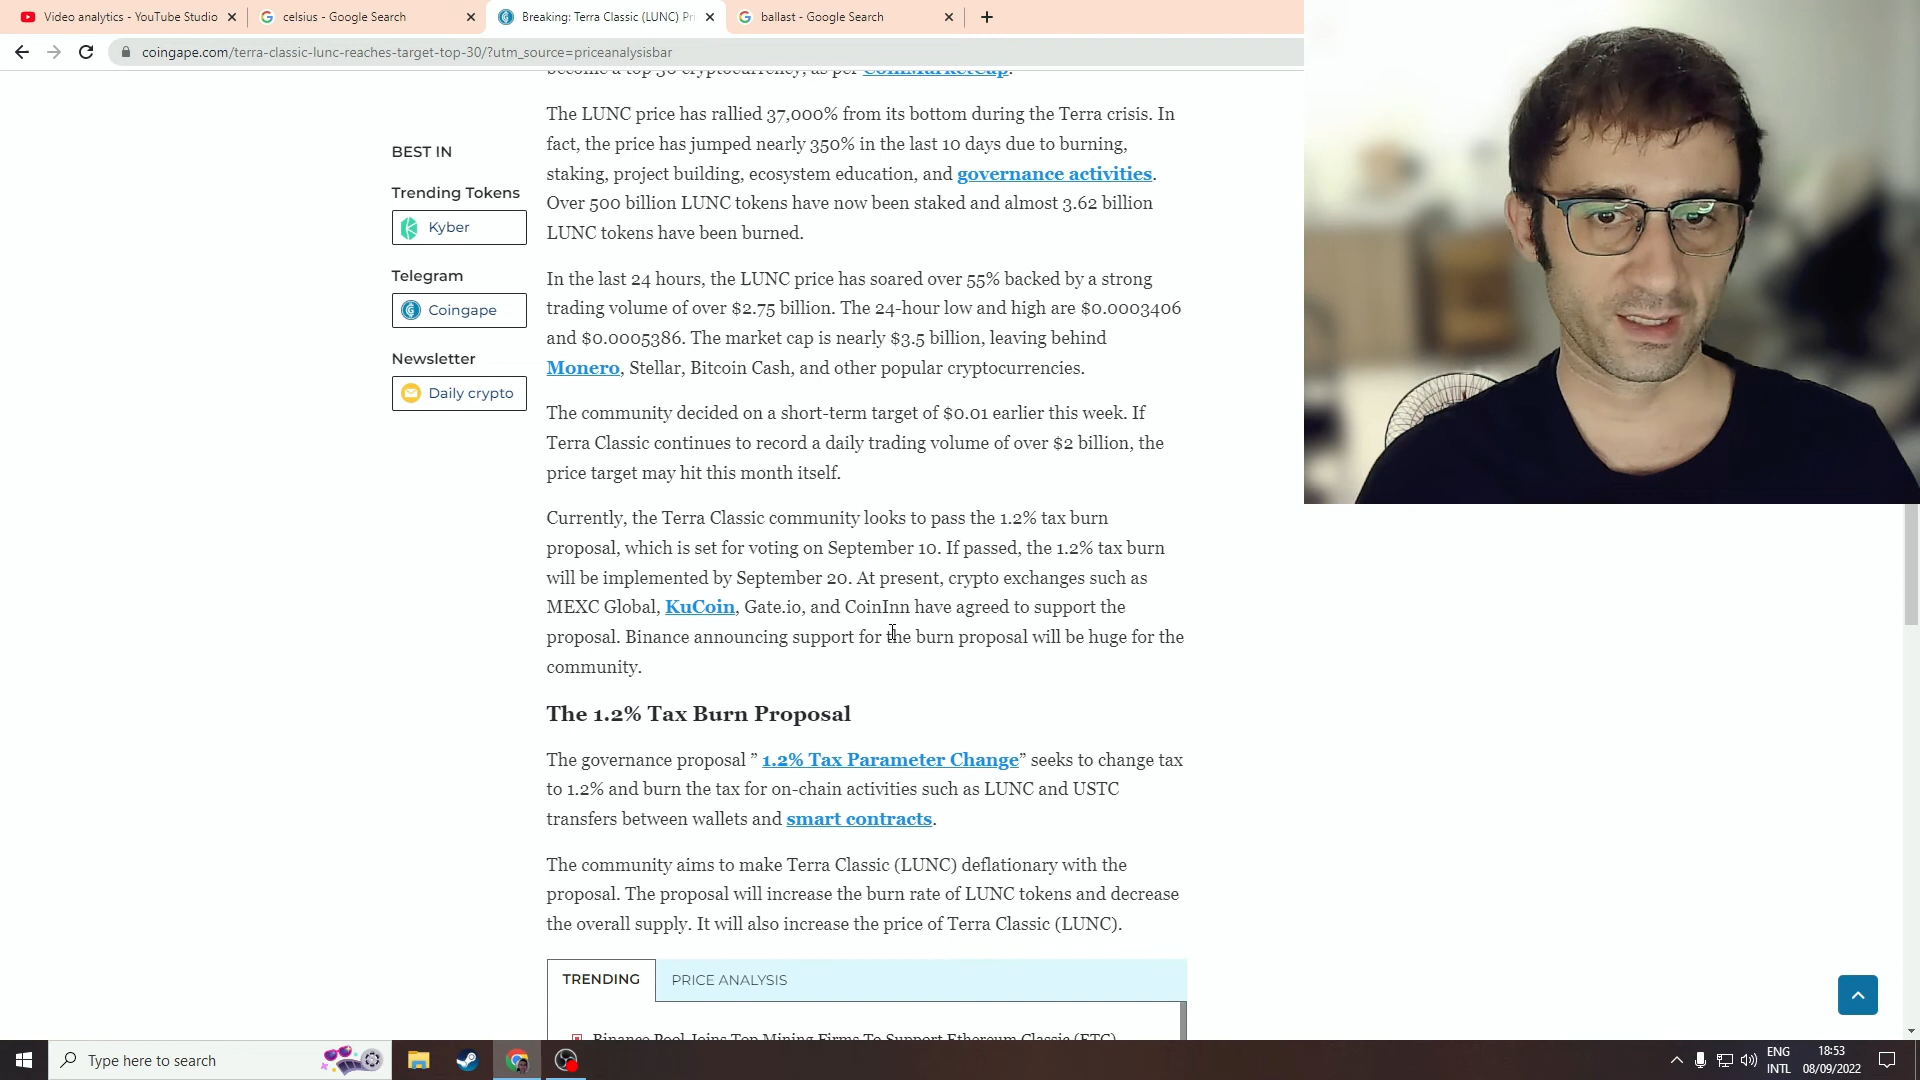 Video analytics - YouTube Studio
celsius - Google Search
Breaking: Terra Classic (LUNC) Pri
ballast - Google Search
coingape.com/terra-classic-lunc-reaches-target-top-30/?utm_source=priceanalysisbar
become a top 30 cryptocurrency, as per CoinMarketCap.
The LUNC price has rallied 37,000% from its bottom during the Terra crisis. In
fact, the price has jumped nearly 350% in the last 10 days due to burning,
staking, project building, ecosystem education, and governance activities.
Over 500 billion LUNC tokens have now been staked and almost 3.62 billion
LUNC tokens have been burned.
BEST IN
Trending Tokens
Kyber
Telegram
Coingape
Newsletter
Daily crypto
In the last 24 hours, the LUNC price has soared over 55% backed by a strong
trading volume of over $2.75 billion. The 24-hour low and high are $0.0003406
and $0.0005386. The market cap is nearly $3.5 billion, leaving behind
Monero, Stellar, Bitcoin Cash, and other popular cryptocurrencies.
The community decided on a short-term target of $0.01 earlier this week. If
Terra Classic continues to record a daily trading volume of over $2 billion, the
price target may hit this month itself.
Currently, the Terra Classic community looks to pass the 1.2% tax burn
proposal, which is set for voting on September 10. If passed, the 1.2% tax burn
will be implemented by September 20. At present, crypto exchanges such as
MEXC Global, KuCoin, Gate.io, and CoinInn have agreed to support the
proposal. Binance announcing support for the burn proposal will be huge for the
community.
The 1.2% Tax Burn Proposal
The governance proposal ” 1.2% Tax Parameter Change” seeks to change tax
to 1.2% and burn the tax for on-chain activities such as LUNC and USTC
transfers between wallets and smart contracts.
The community aims to make Terra Classic (LUNC) deflationary with the
proposal. The proposal will increase the burn rate of LUNC tokens and decrease
the overall supply. It will also increase the price of Terra Classic (LUNC).
TRENDING
PRICE ANALYSIS
Binance Pool Joins Top Mining Firms To Support Ethereum Classic (ETC)
Type here to search
ENG
INTL
18:53
08/09/2022